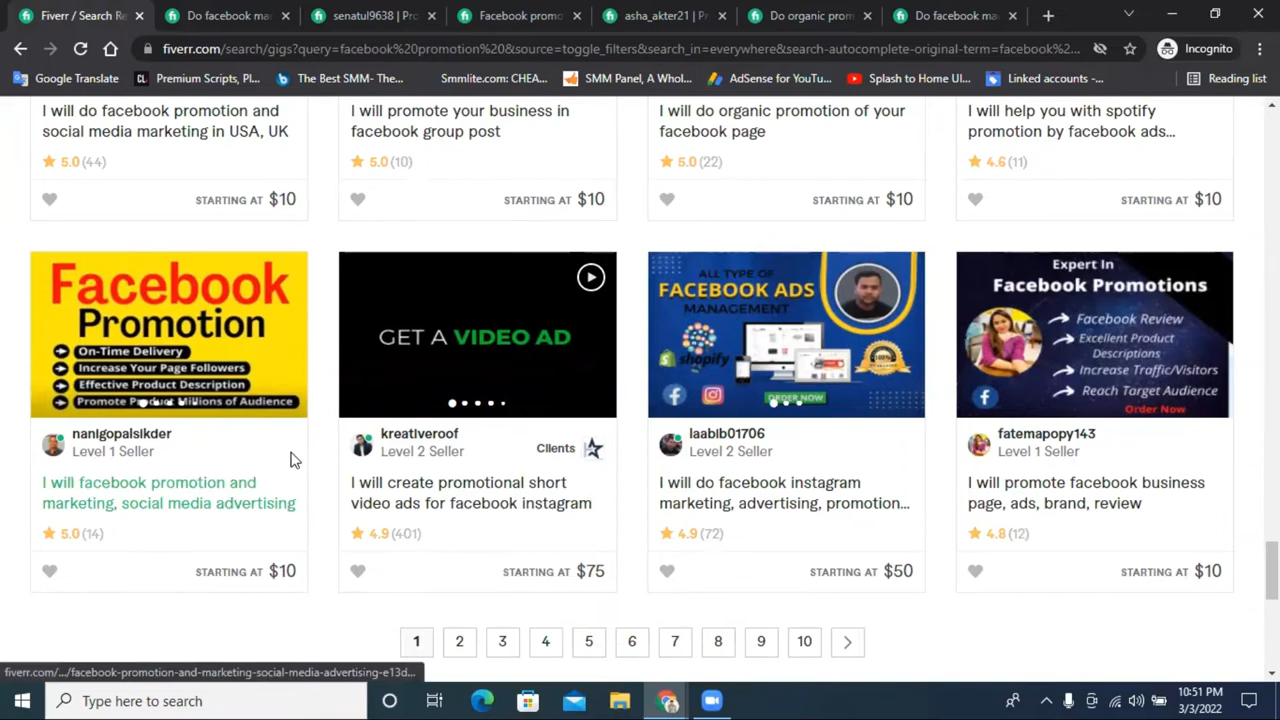 Fiverr / Search Re
Do facebook ma
senatul9638 | Pro
Facebook promo
asha_akter21 | P
Do organic prom
Do facebook ma
fiverr.com/search/gigs?query=facebook%20promotion%20&source=toggle_filters&search_in=everywhere&search-autocomplete-original-term=facebook%2...
Incognito
Google Translate
CL Premium Scripts, Pl...
The Best SMM- The...
Smmlite.com: CHEA...
SMM Panel, A Whol...
AdSense for YouTu...
Splash to Home UI...
Linked accounts -...
Reading list
I will do facebook promotion and
social media marketing in USA, UK
5.0 (44)
STARTING AT $10
I will promote your business in
facebook group post
5.0 (10)
STARTING AT $10
I will do organic promotion of your
facebook page
5.0 (22)
STARTING AT $10
I will help you with spotify
promotion by facebook ads...
4.6 (11)
STARTING AT $10
Facebook
Promotion
On-Time Delivery
Increase Your Page Followers
Effective Product Description
Promote Product Millions of Audience
nanigopalsikder
Level 1 Seller
I will facebook promotion and
marketing, social media advertising
5.0 (14)
STARTING AT $10
GET A VIDEO AD
kreativeroof
Level 2 Seller
Clients
I will create promotional short
video ads for facebook instagram
4.9 (401)
STARTING AT $75
ALL TYPE OF
FACEBOOK ADS
MANAGEMENT
shopify
100%
ORDER NOW
laabib01706
Level 2 Seller
I will do facebook instagram
marketing, advertising, promotion...
4.9 (72)
STARTING AT $50
Expert In
Facebook Promotions
Facebook Review
Excellent Product
Descriptions
Increase Traffic/Visitors
Reach Target Audience
Order Now
fatemapopy143
Level 1 Seller
I will promote facebook business
page, ads, brand, review
4.8 (12)
STARTING AT $10
1 2 3 4 5 6 7 8 9 10
fiverr.com/.../facebook-promotion-and-marketing-social-media-advertising-e13d...
Type here to search
10:51 PM
3/3/2022